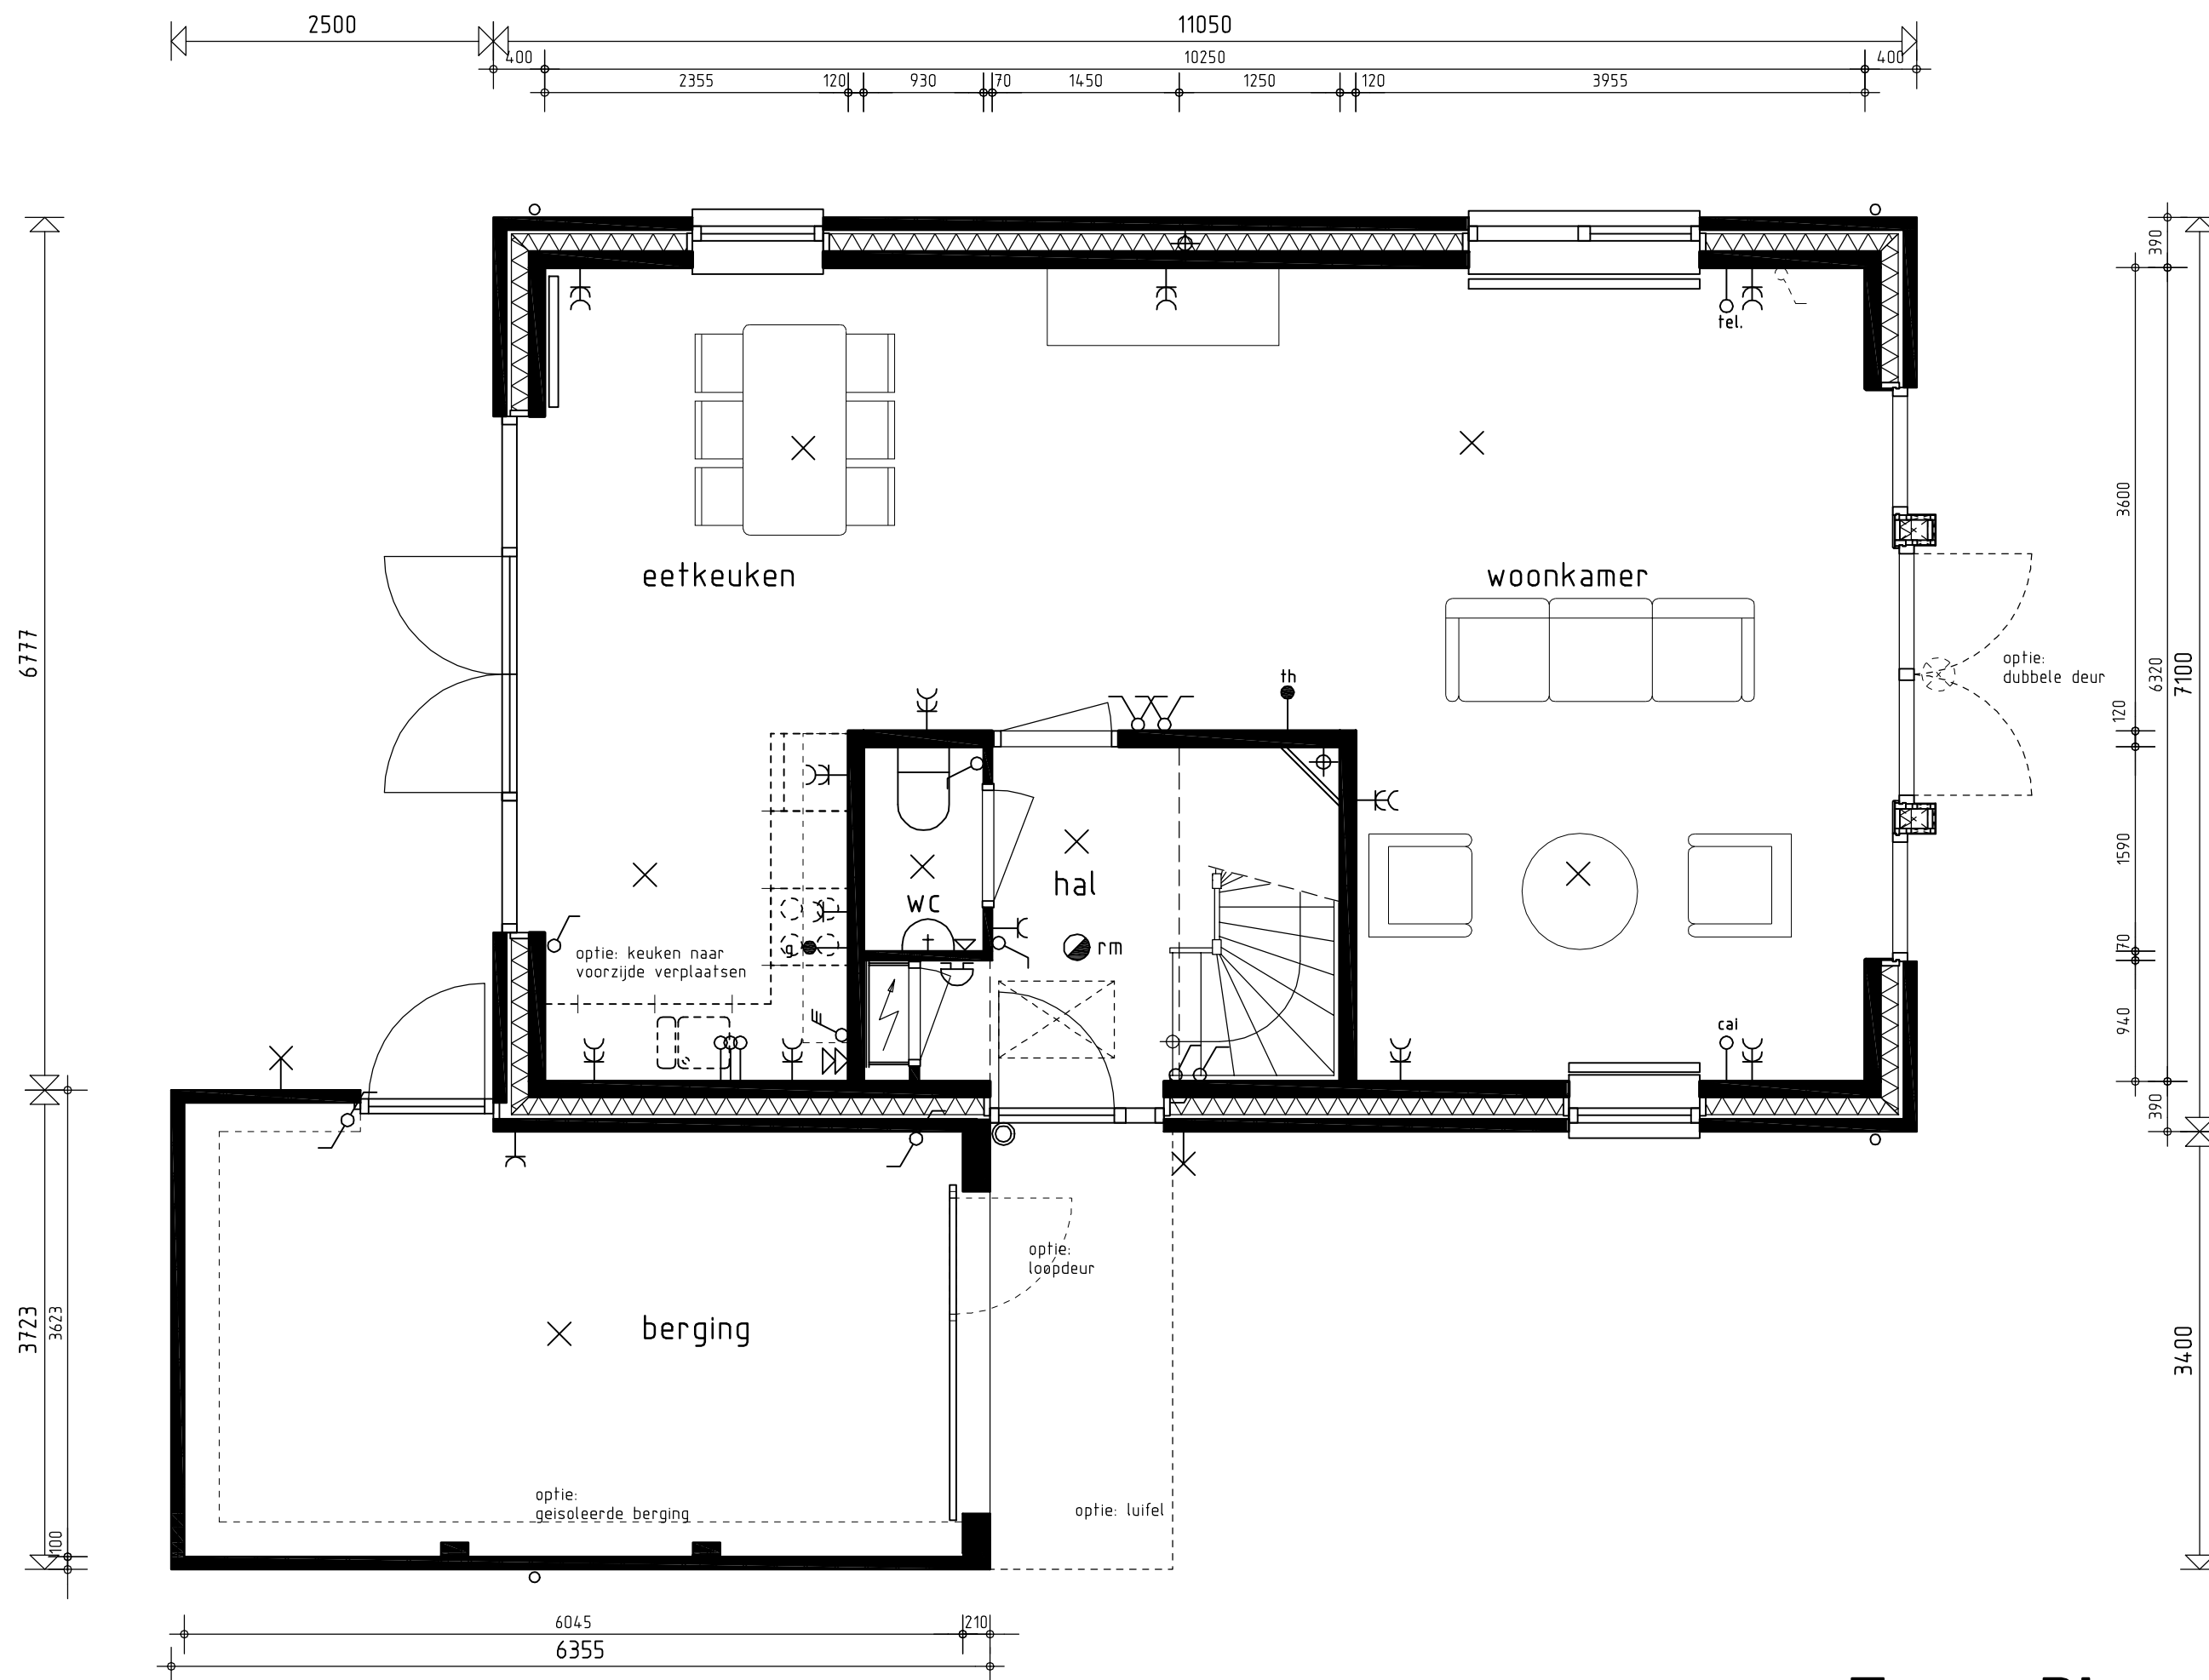 2500
11050
400
10250
400
2355
120
930
70
1450
1250
120
3955
390
tel.
3600
eetkeuken
woonkamer
6777
optie:
dubbele deur
6320
7100
th
120
1590
hal
wc
g
rm
optie: keuken naar
voorzijde verplaatsen
170
940
cai
390
optie:
loopdeur
3723
3623
berging
3400
optie:
geisoleerde berging
optie: luifel
100
6045
210
6355